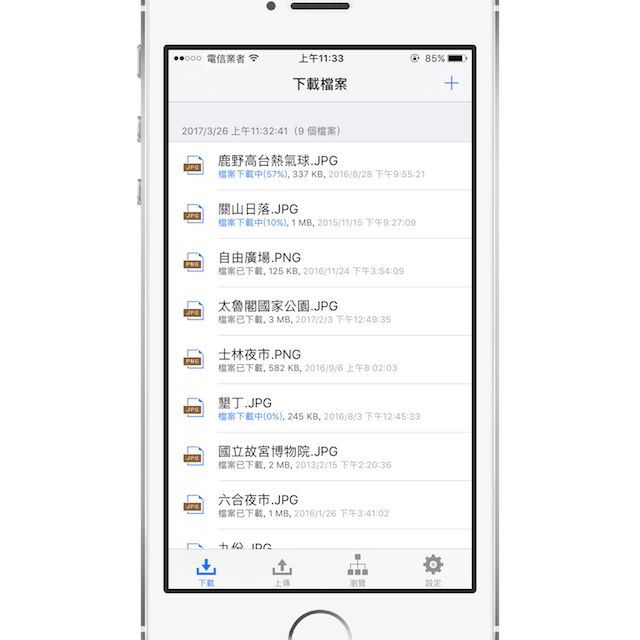 電信業者 上午11:33 85%
下載檔案 +
2017/3/26 上午11:32:41（9 個檔案）
JPG 鹿野高台熱氣球.JPG
檔案下載中(57%), 337 KB, 2016/8/28 下午9:55:21
JPG 關山日落.JPG
檔案下載中(10%), 1 MB, 2015/11/15 下午9:27:09
PNG 自由廣場.PNG
檔案已下載, 125 KB, 2016/11/24 下午3:54:09
JPG 太魯閣國家公園.JPG
檔案已下載, 3 MB, 2017/2/3 下午12:49:35
PNG 士林夜市.PNG
檔案已下載, 582 KB, 2016/9/6 上午8:02:03
JPG 墾丁.JPG
檔案下載中(0%), 245 KB, 2016/8/3 下午12:45:33
JPG 國立故宮博物院.JPG
檔案已下載, 2 MB, 2013/2/15 下午2:20:36
JPG 六合夜市.JPG
檔案已下載, 1 MB, 2016/1/26 下午3:41:02
九份.JPG
下載 上傳 瀏覽 設定